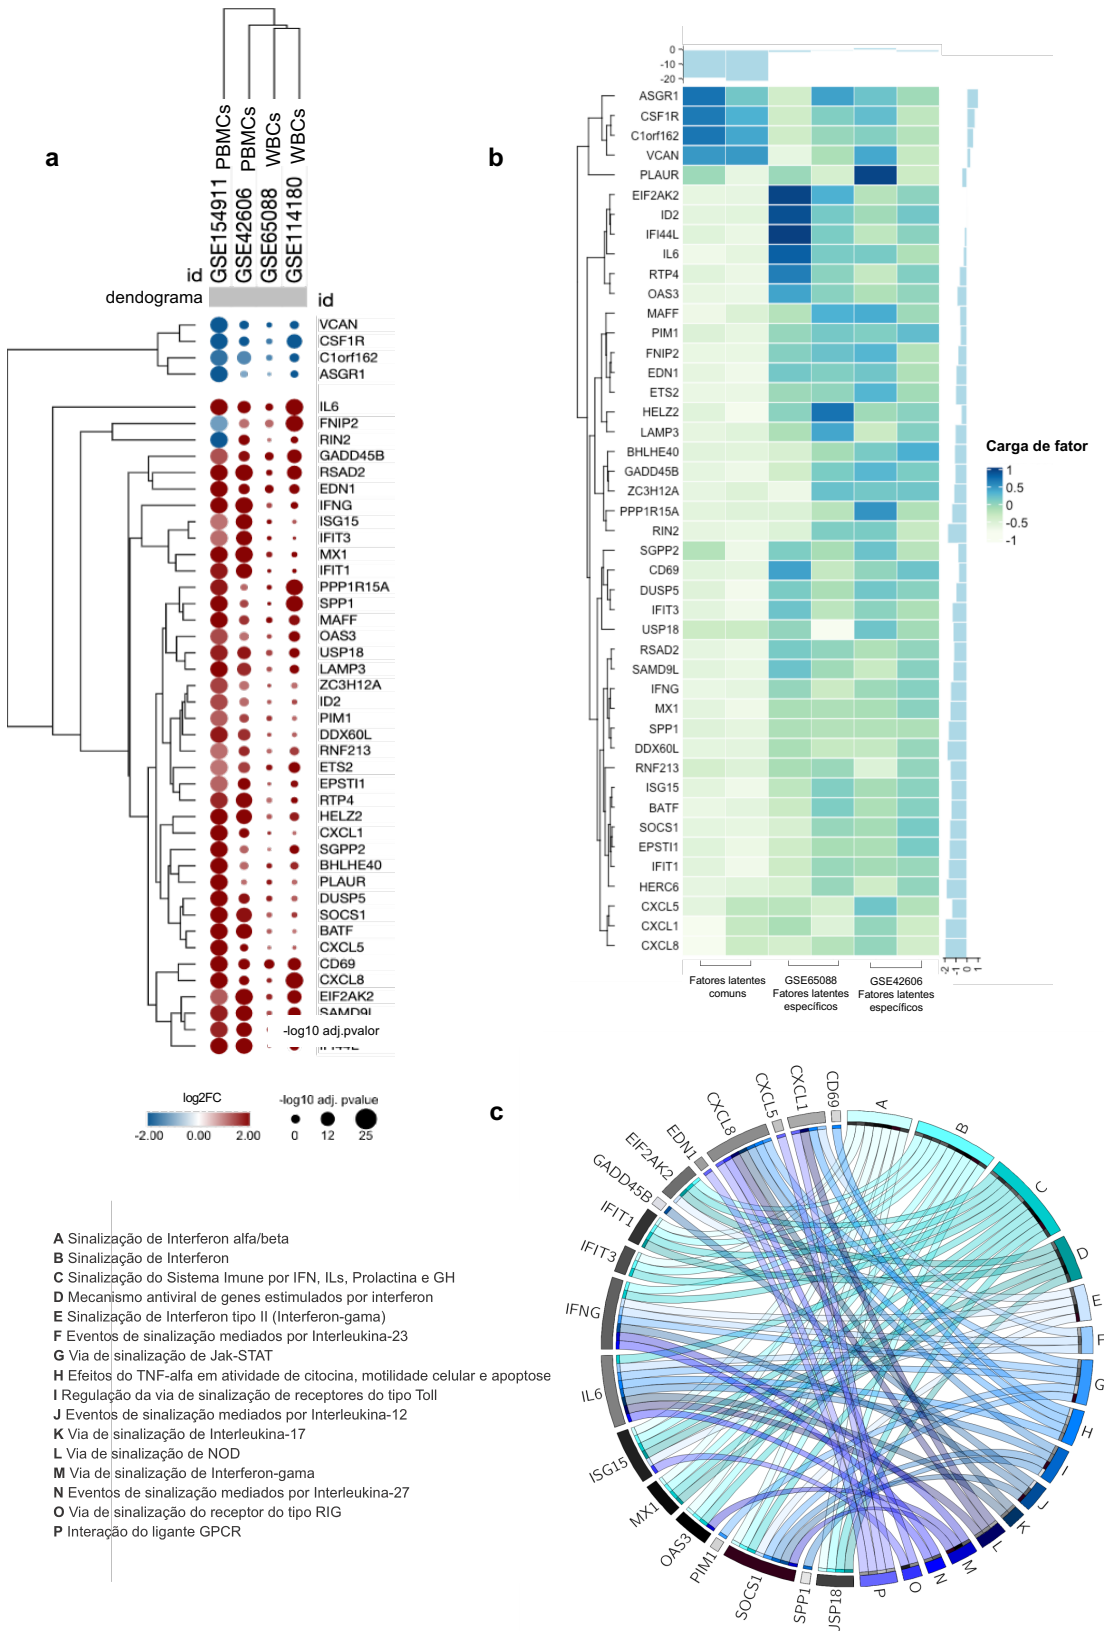 a
PBMCs
PBMCs
WBCs
WBCs
GSE154911
GSE42606
GSE65088
GSE114180
id
dendograma
id
VCAN
CSF1R
C1orf162
ASGR1
IL6
FNIP2
RIN2
GADD45B
RSAD2
EDN1
IFNG
ISG15
IFIT3
MX1
IFIT1
PPP1R15A
SPP1
MAFF
OAS3
USP18
LAMP3
ZC3H12A
ID2
PIM1
DDX60L
RNF213
ETS2
EPSTI1
RTP4
HELZ2
CXCL1
SGPP2
BHLHE40
PLAUR
DUSP5
SOCS1
BATF
CXCL5
CD69
CXCL8
EIF2AK2
SAMD9L
-log10 adj.pvalor
IFI44L
log2FC
-2.00 0.00 2.00
-log10 adj. pvalue
0 12 25
b
0
-10
-20
ASGR1
CSF1R
C1orf162
VCAN
PLAUR
EIF2AK2
ID2
IFI44L
IL6
RTP4
OAS3
MAFF
PIM1
FNIP2
EDN1
ETS2
HELZ2
LAMP3
BHLHE40
GADD45B
ZC3H12A
PPP1R15A
RIN2
SGPP2
CD69
DUSP5
IFIT3
USP18
RSAD2
SAMD9L
IFNG
MX1
SPP1
DDX60L
RNF213
ISG15
BATF
SOCS1
EPSTI1
IFIT1
HERC6
CXCL5
CXCL1
CXCL8
-2 -1 0 1
Fatores latentes comuns
GSE65088 Fatores latentes específicos
GSE42606 Fatores latentes específicos
Carga de fator
1
0.5
0
-0.5
-1
c
A
B
C
D
E
F
G
H
I
J
K
L
M
N
O
P
USP18
SPP1
SOCS1
PIM1
OAS3
MX1
ISG15
IL6
IFNG
IFIT3
IFIT1
GADD45B
EIF2AK2
EDN1
CXCL8
CXCL5
CXCL1
CD69
A Sinalização de Interferon alfa/beta
B Sinalização de Interferon
C Sinalização do Sistema Imune por IFN, ILs, Prolactina e GH
D Mecanismo antiviral de genes estimulados por interferon
E Sinalização de Interferon tipo II (Interferon-gama)
F Eventos de sinalização mediados por Interleukina-23
G Via de sinalização de Jak-STAT
H Efeitos do TNF-alfa em atividade de citocina, motilidade celular e apoptose
I Regulação da via de sinalização de receptores do tipo Toll
J Eventos de sinalização mediados por Interleukina-12
K Via de sinalização de Interleukina-17
L Via de sinalização de NOD
M Via de sinalização de Interferon-gama
N Eventos de sinalização mediados por Interleukina-27
O Via de sinalização do receptor do tipo RIG
P Interação do ligante GPCR